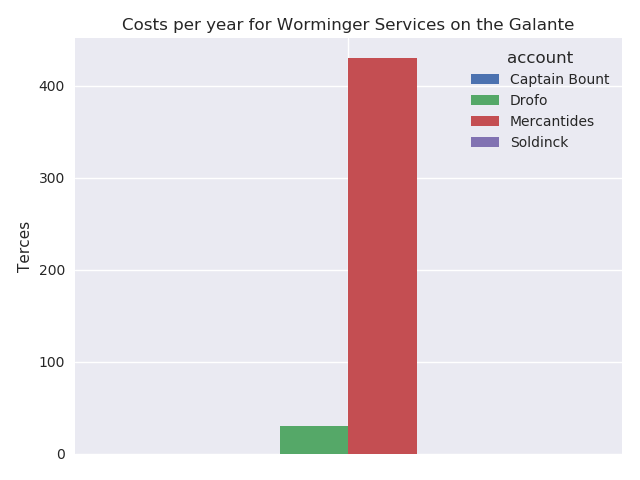 Costs per year for Worminger Services on the Galante
account
Captain Bount
Drofo
Mercantides
Soldinck
Terces
400
300
200
100
0